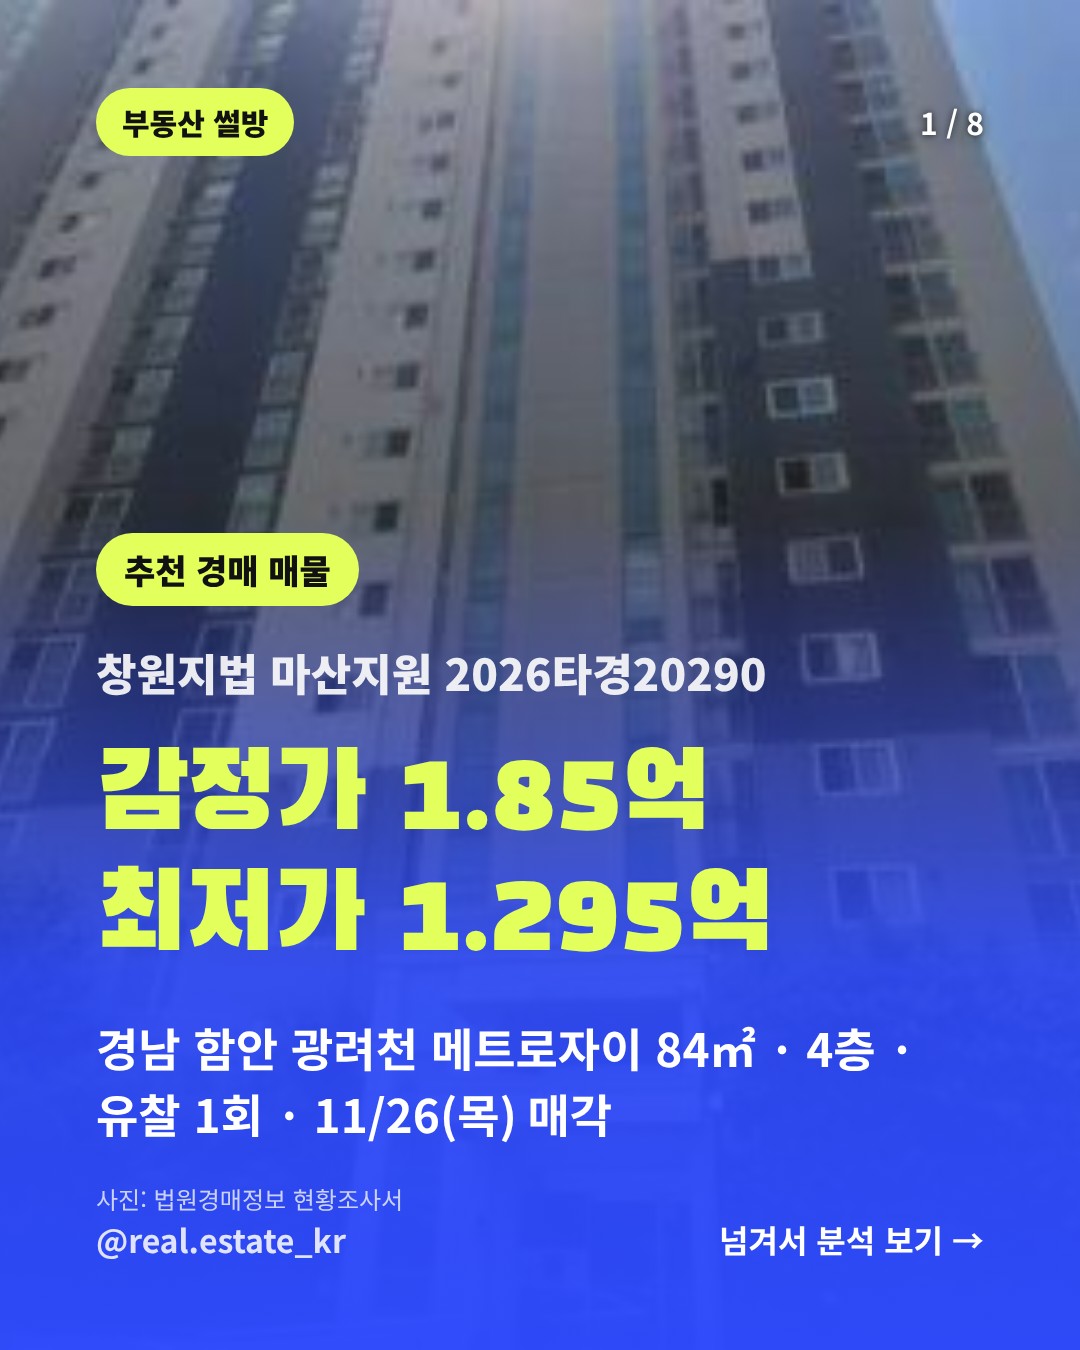 부동산 썰방
1 / 8
추천 경매 매물
창원지법 마산지원 2026타경20290
감정가 1.85억
최저가 1.295억
경남 함안 광려천 메트로자이 84㎡ · 4층 ·
유찰 1회 · 11/26(목) 매각
사진: 법원경매정보 현황조사서
@real.estate_kr
넘겨서 분석 보기 →